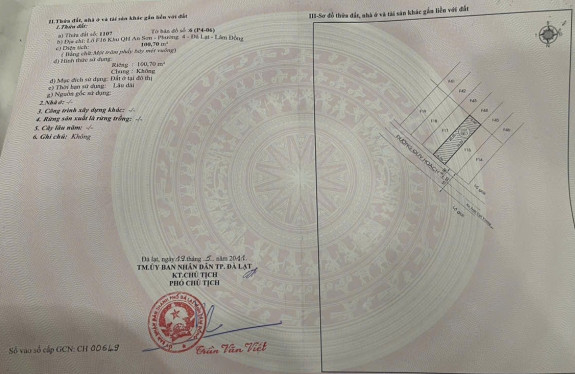 II. Thửa đất, nhà ở và tài sản khác gắn liền với đất
1. Thửa đất:
a) Thửa đất số: 1107 Tờ bản đồ số: 6 (P4-06)
b) Địa chỉ: Lô F16 Khu QH An Sơn - Phường 4 - Đà Lạt - Lâm Đồng
c) Diện tích: 100,70 m²
( Bằng chữ: Một trăm phẩy bảy mét vuông)
d) Hình thức sử dụng:
Riêng : 100,70 m²
Chung : Không
đ) Mục đích sử dụng: Đất ở tại đô thị
e) Thời hạn sử dụng: Lâu dài
g) Nguồn gốc sử dụng:
2. Nhà ở: -/-
3. Công trình xây dựng khác: -/-
4. Rừng sản xuất là rừng trồng: -/-
5. Cây lâu năm: -/-
6. Ghi chú: Không
Đà lạt, ngày 12 tháng 5 năm 2011
TM.ỦY BAN NHÂN DÂN TP. ĐÀ LẠT
KT.CHỦ TỊCH
PHÓ CHỦ TỊCH
Trần Văn Việt
Số vào sổ cấp GCN: CH 00649
III-Sơ đồ thửa đất, nhà ở và tài sản khác gắn liền với đất
ĐƯỜNG QUY HOẠCH